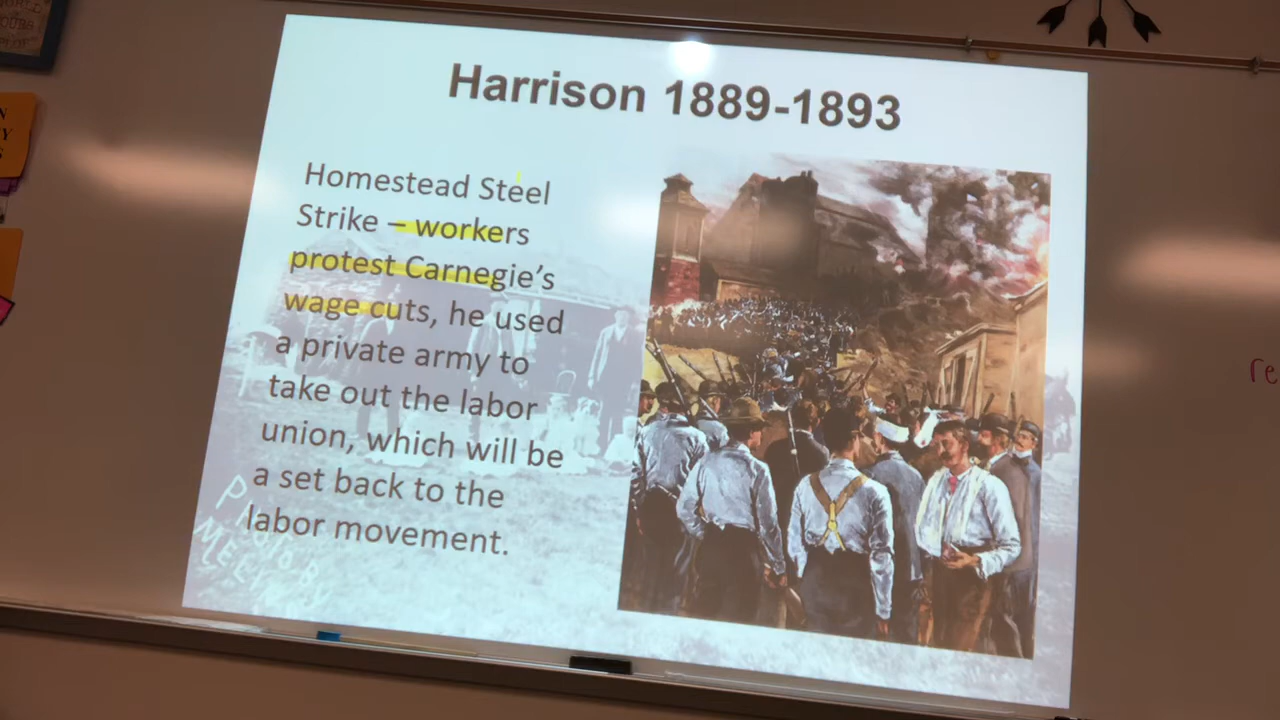 Harrison 1889-1893
Homestead Steel
Strike – workers
protest Carnegie's
wage cuts, he used
a private army to
take out the labor
union, which will be
a set back to the
labor movement.
N
Y
S
re